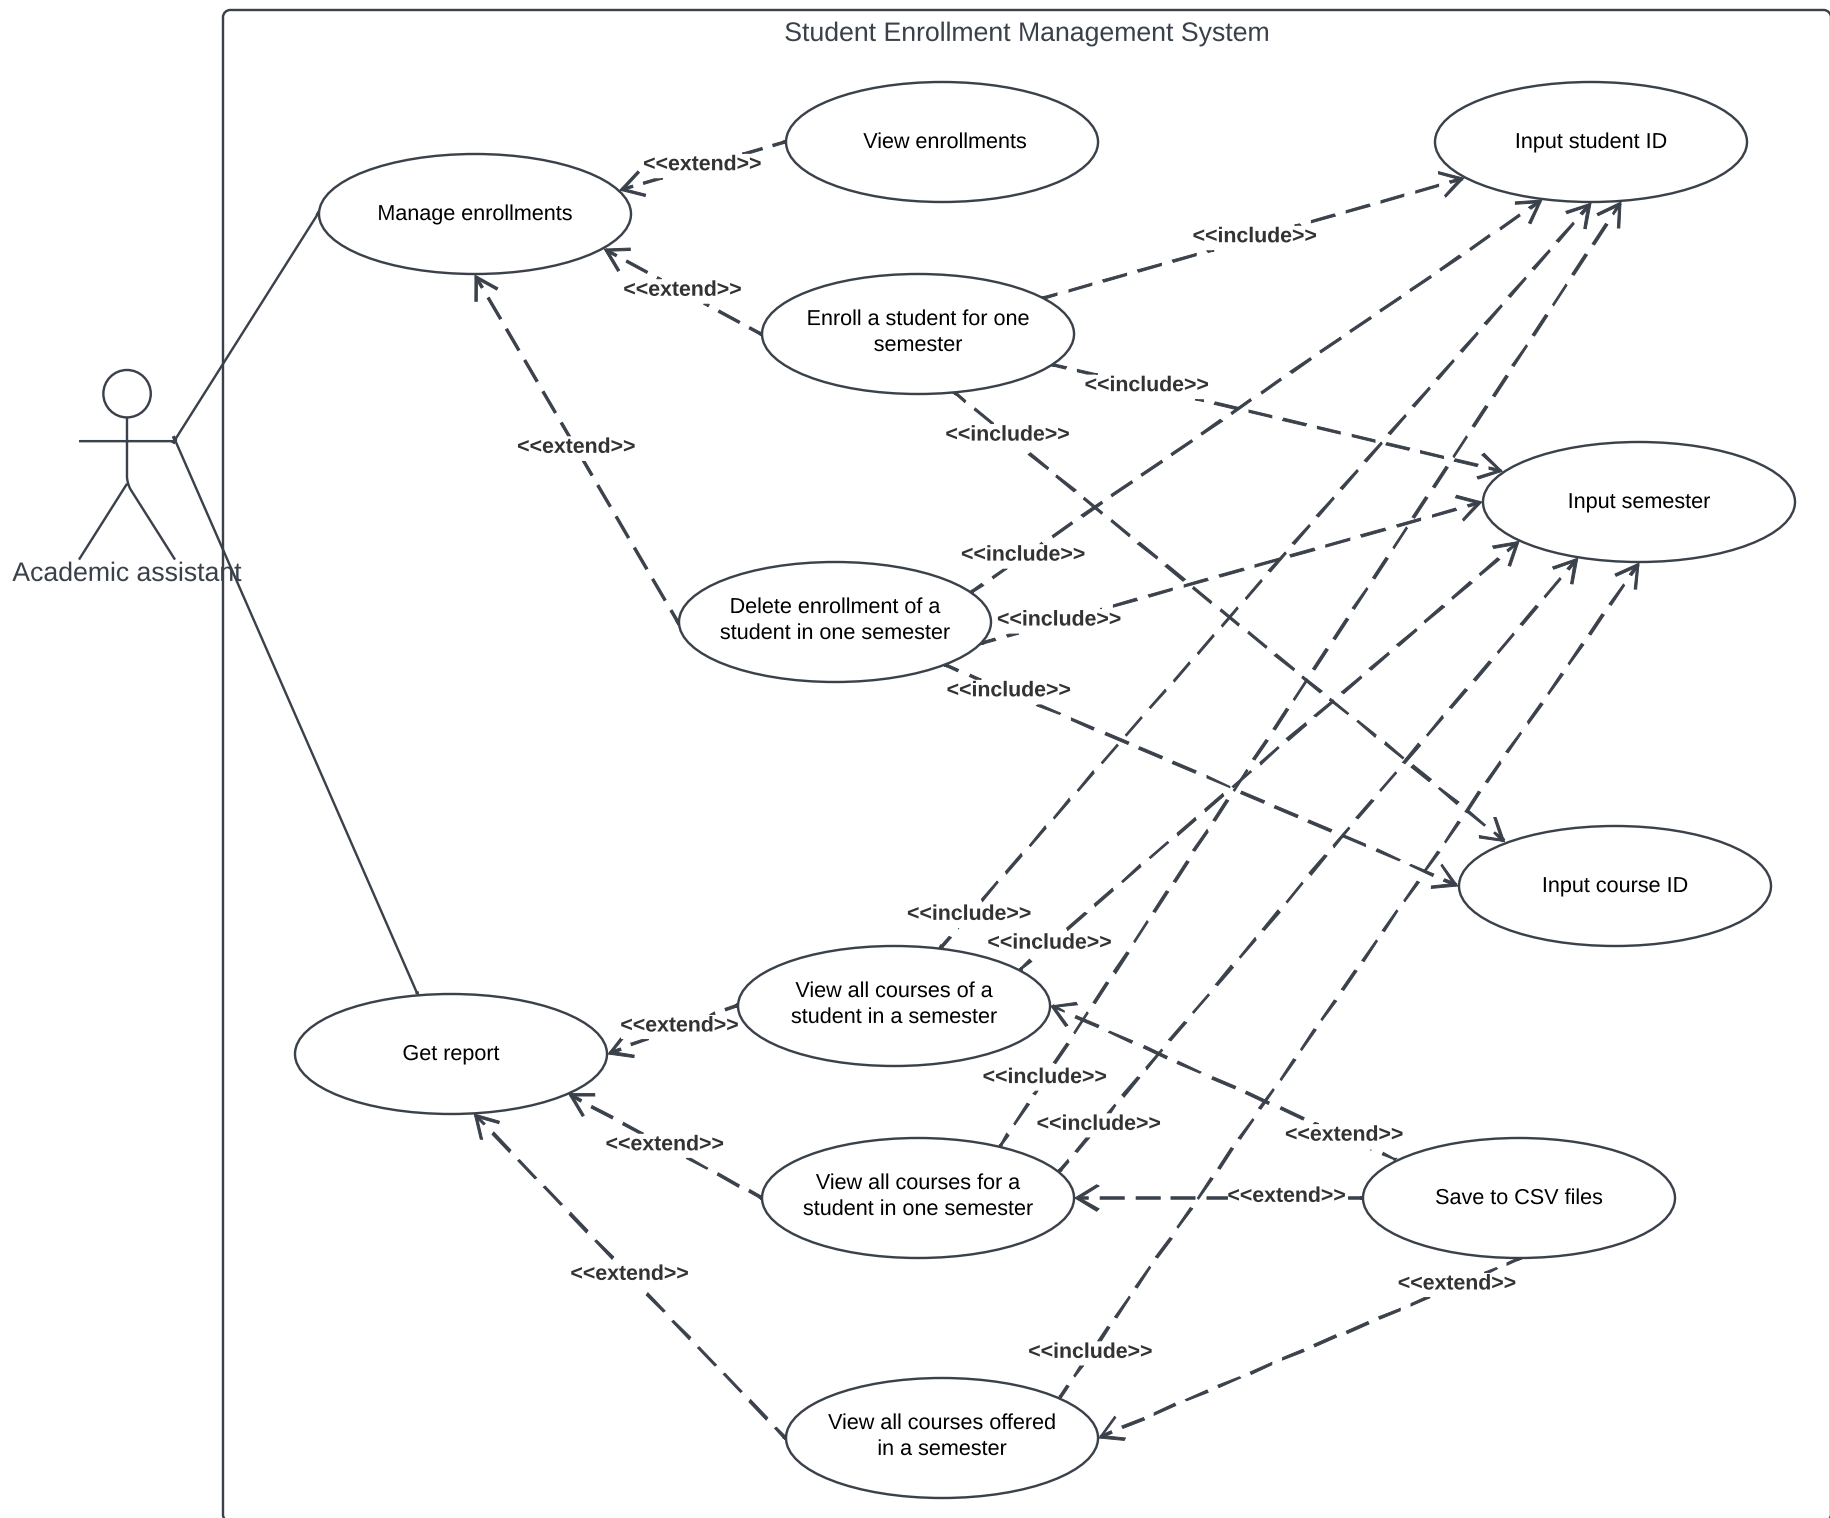 Student Enrollment Management System
View enrollments
Input student ID
<<extend>>
Manage enrollments
<<include>>
<<extend>>
Enroll a student for one
semester
<<include>>
<<include>>
<<extend>>
Input semester
<<include>>
Academic assistant
Delete enrollment of a
student in one semester
<<include>>
<<include>>
Input course ID
<<include>>
<<include>>
View all courses of a
student in a semester
<<extend>>
Get report
<<include>>
<<include>>
<<extend>>
<<extend>>
View all courses for a
student in one semester
<<extend>>
Save to CSV files
<<extend>>
<<extend>>
<<include>>
View all courses offered
in a semester